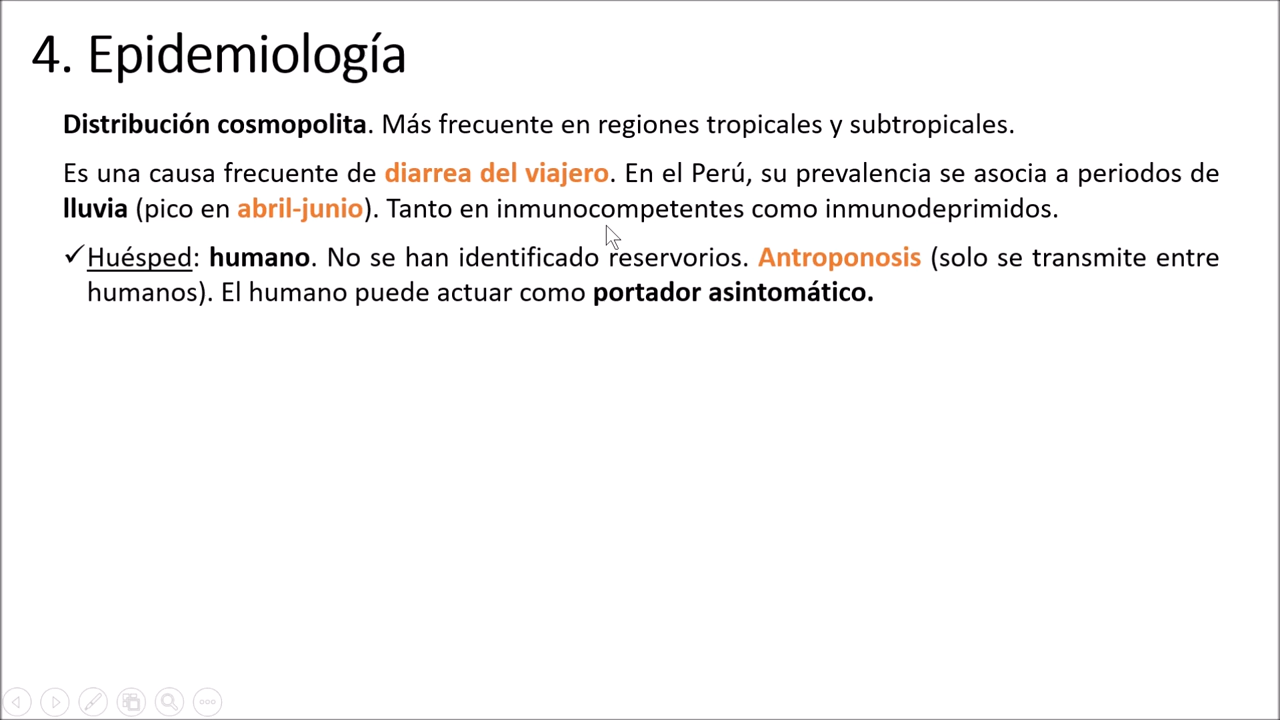 4. Epidemiología
Distribución cosmopolita. Más frecuente en regiones tropicales y subtropicales.
Es una causa frecuente de diarrea del viajero. En el Perú, su prevalencia se asocia a periodos de
lluvia (pico en abril-junio). Tanto en inmunocompetentes como inmunodeprimidos.
✓Huésped: humano. No se han identificado reservorios. Antroponosis (solo se transmite entre
humanos). El humano puede actuar como portador asintomático.